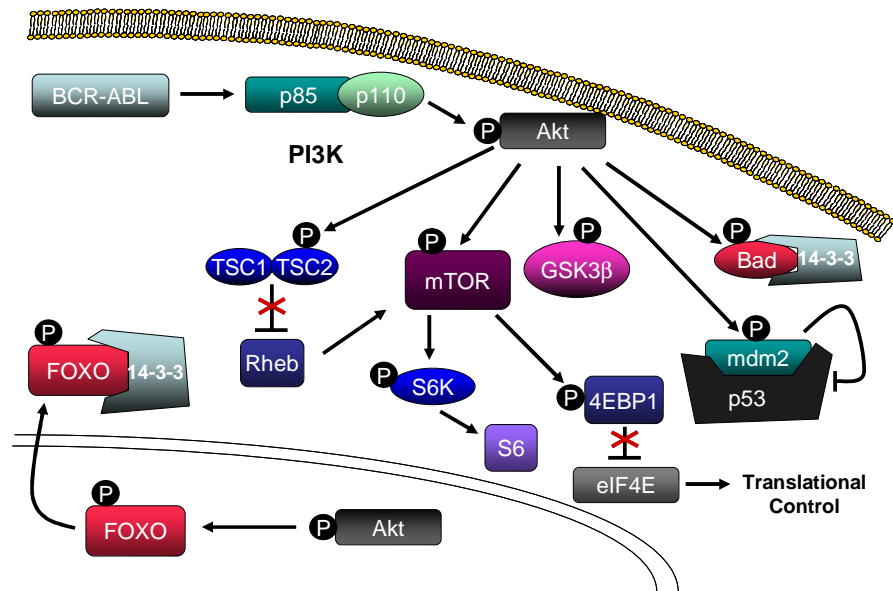 BCR-ABL
p85
p110
P
Akt
PI3K
P
TSC1
TSC2
P
mTOR
P
GSK3β
P
Bad
14-3-3
P
FOXO
14-3-3
Rheb
P
S6K
P
4EBP1
P
mdm2
p53
S6
eIF4E
Translational
Control
P
FOXO
P
Akt